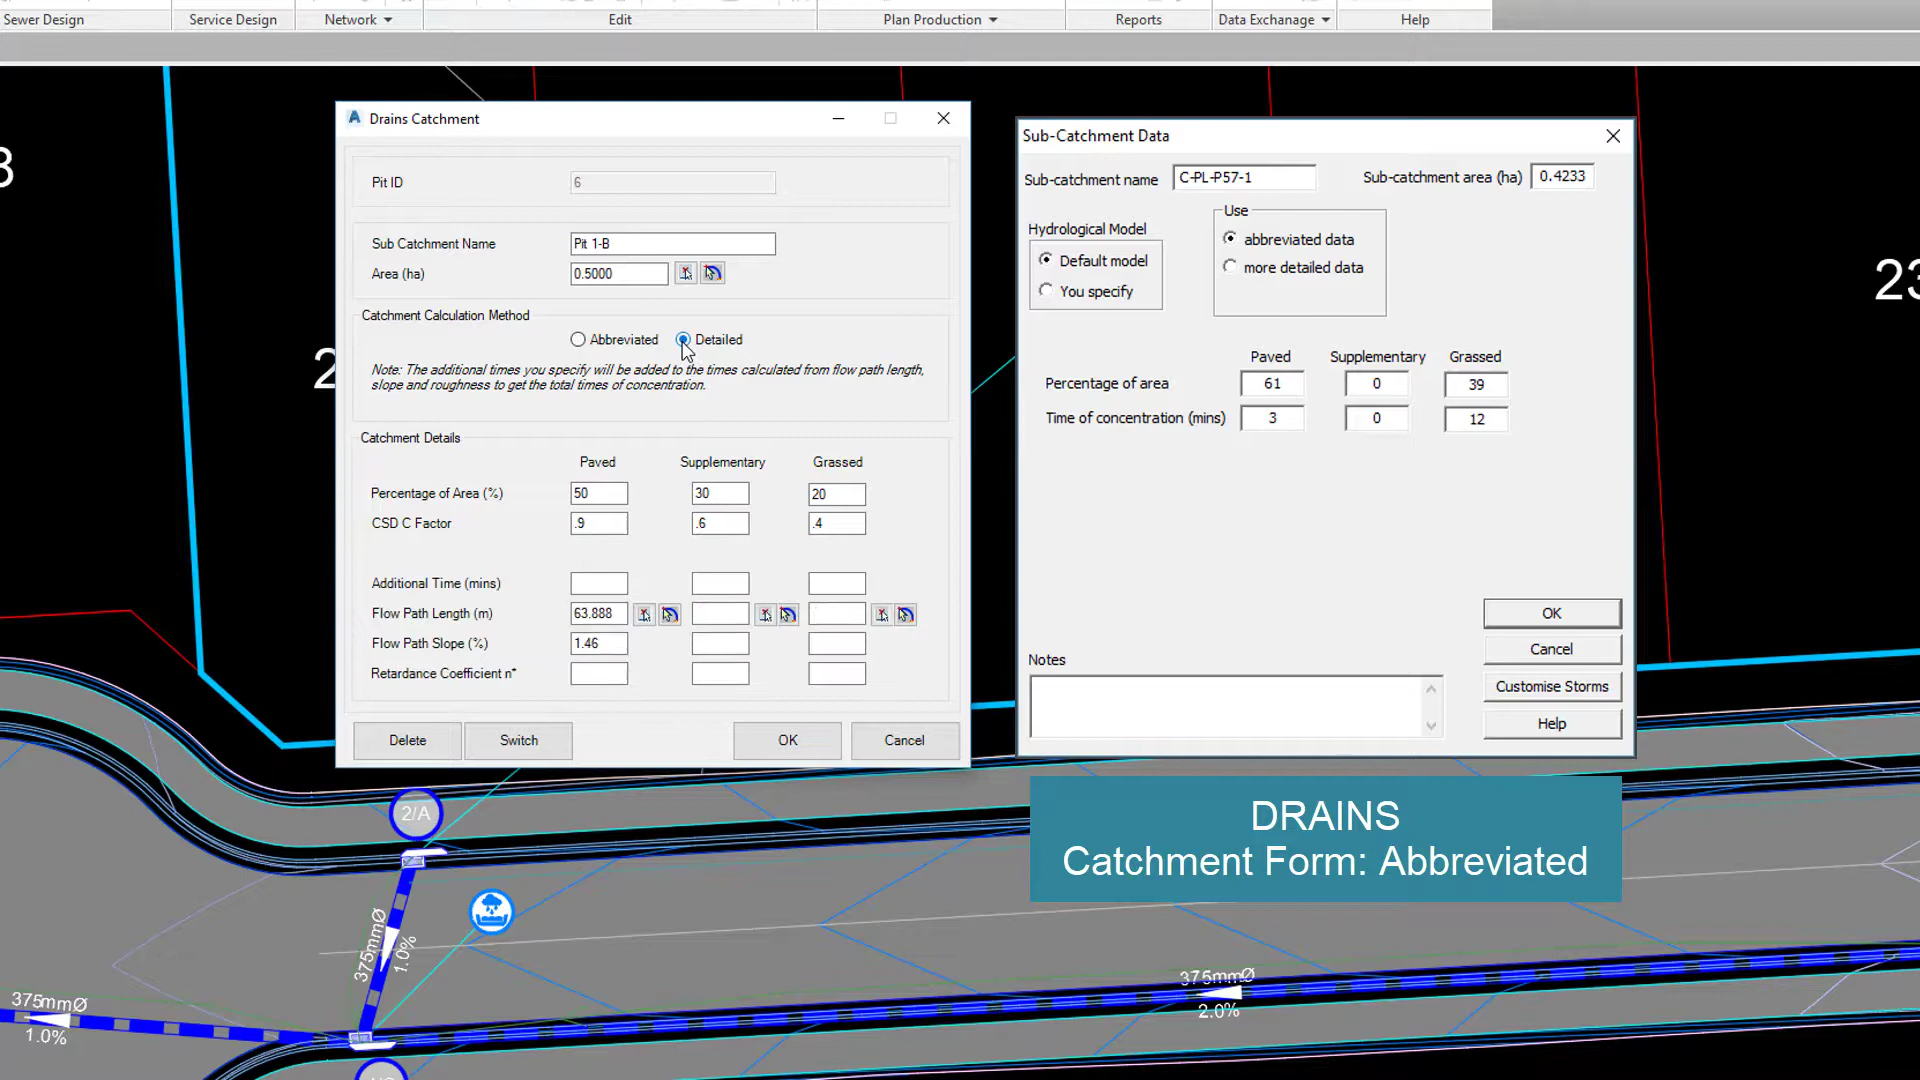 Sewer Design
Service Design
Network
Edit
Plan Production
Reports
Data Exchange
Help
Drains Catchment
Pit ID
6
Sub Catchment Name
Pit 1-B
Area (ha)
0.5000
Catchment Calculation Method
Abbreviated
Detailed
Note: The additional times you specify will be added to the times calculated from flow path length,
slope and roughness to get the total times of concentration.
Catchment Details
Paved Supplementary Grassed
Percentage of Area (%) 50 30 20
CSD C Factor .9 .6 .4
Additional Time (mins)
Flow Path Length (m) 63.888
Flow Path Slope (%) 1.46
Retardance Coefficient n*
Delete
Switch
OK
Cancel
Sub-Catchment Data
Sub-catchment name C-PL-P57-1
Sub-catchment area (ha) 0.4233
Hydrological Model
Default model
You specify
Use
abbreviated data
more detailed data
Paved Supplementary Grassed
Percentage of area 61 0 39
Time of concentration (mins) 3 0 12
OK
Cancel
Customise Storms
Help
Notes
DRAINS
Catchment Form: Abbreviated
2/A
375mmØ
1.0%
375mmØ
1.0%
375mmØ
2.0%
23
2